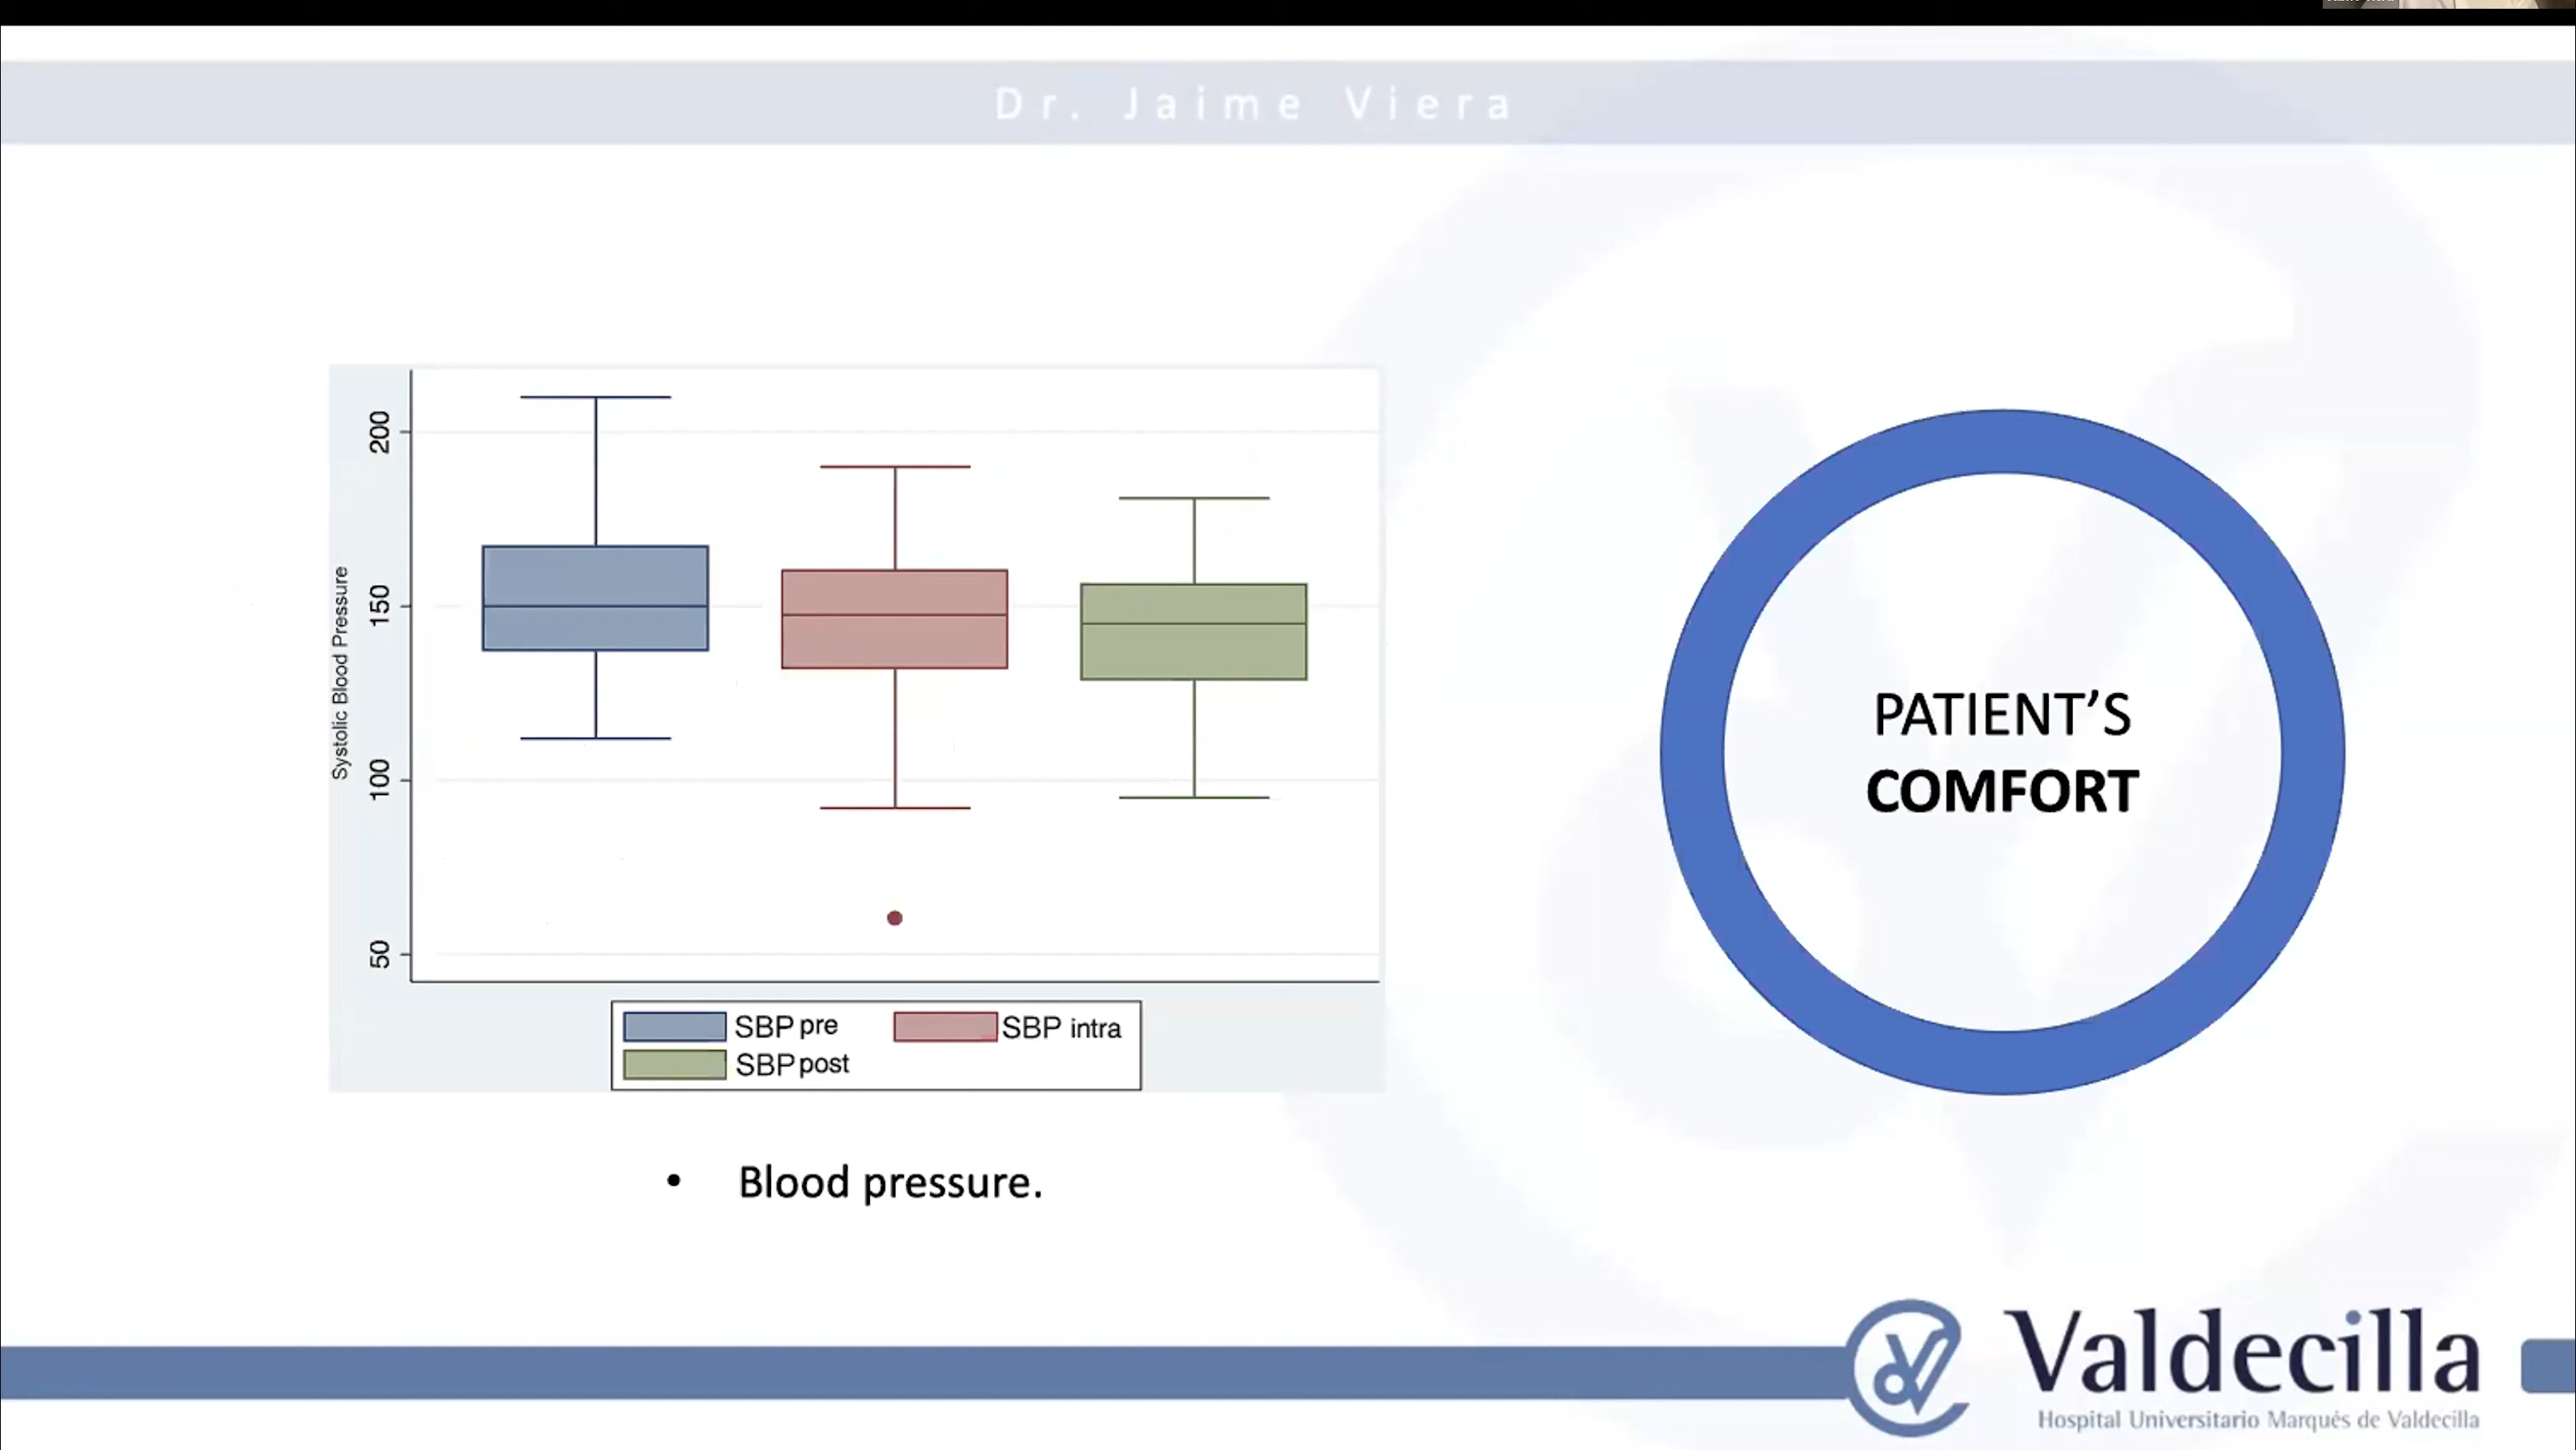 Dr. Jaime Viera
Systolic Blood Pressure
200
150
100
50
SBP pre
SBP intra
SBP post
• Blood pressure.
PATIENT’S
COMFORT
Valdecilla
Hospital Universitario Marqués de Valdecilla